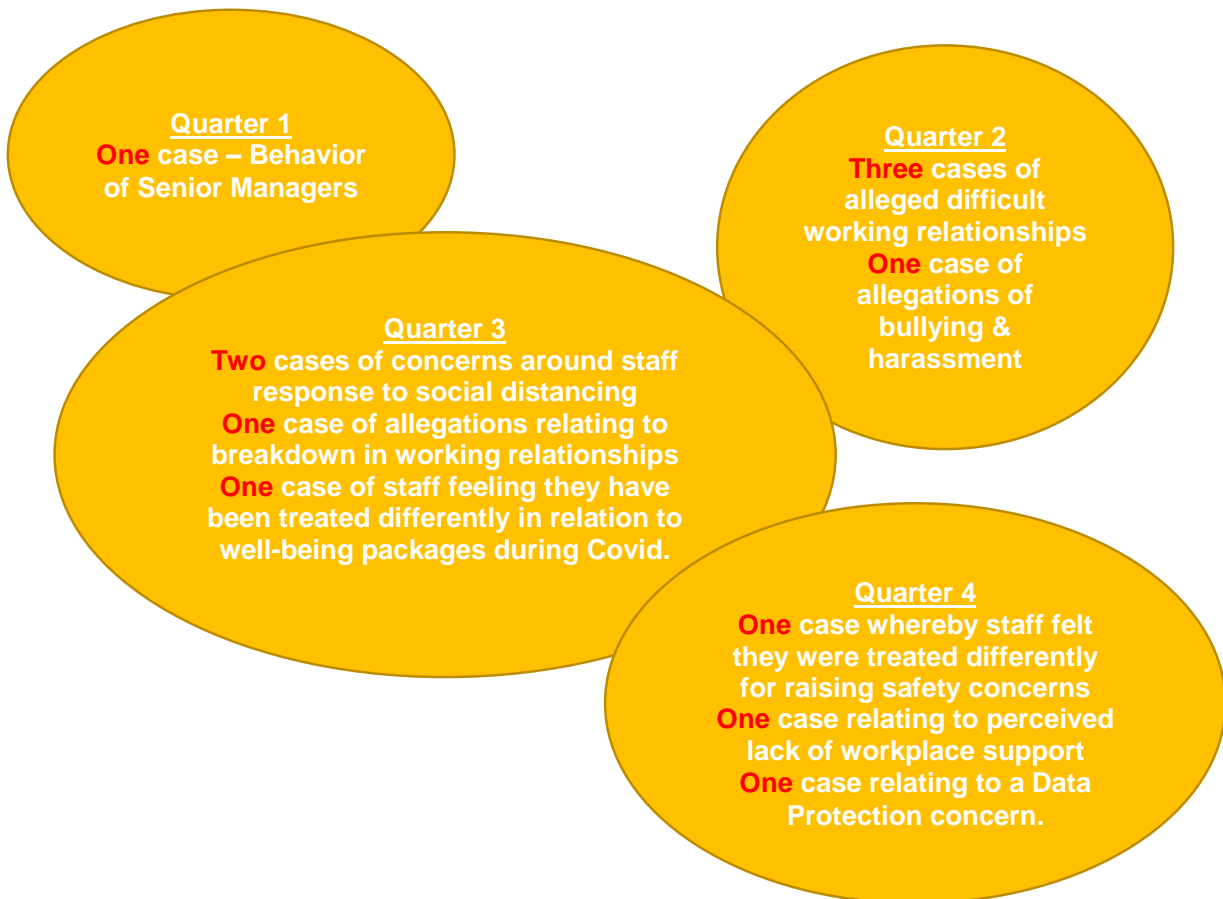 Quarter 1
One case – Behavior
of Senior Managers
Quarter 2
Three cases of
alleged difficult
working relationships
One case of
allegations of
bullying &
harassment
Quarter 3
Two cases of concerns around staff
response to social distancing
One case of allegations relating to
breakdown in working relationships
One case of staff feeling they have
been treated differently in relation to
well-being packages during Covid.
Quarter 4
One case whereby staff felt
they were treated differently
for raising safety concerns
One case relating to perceived
lack of workplace support
One case relating to a Data
Protection concern.